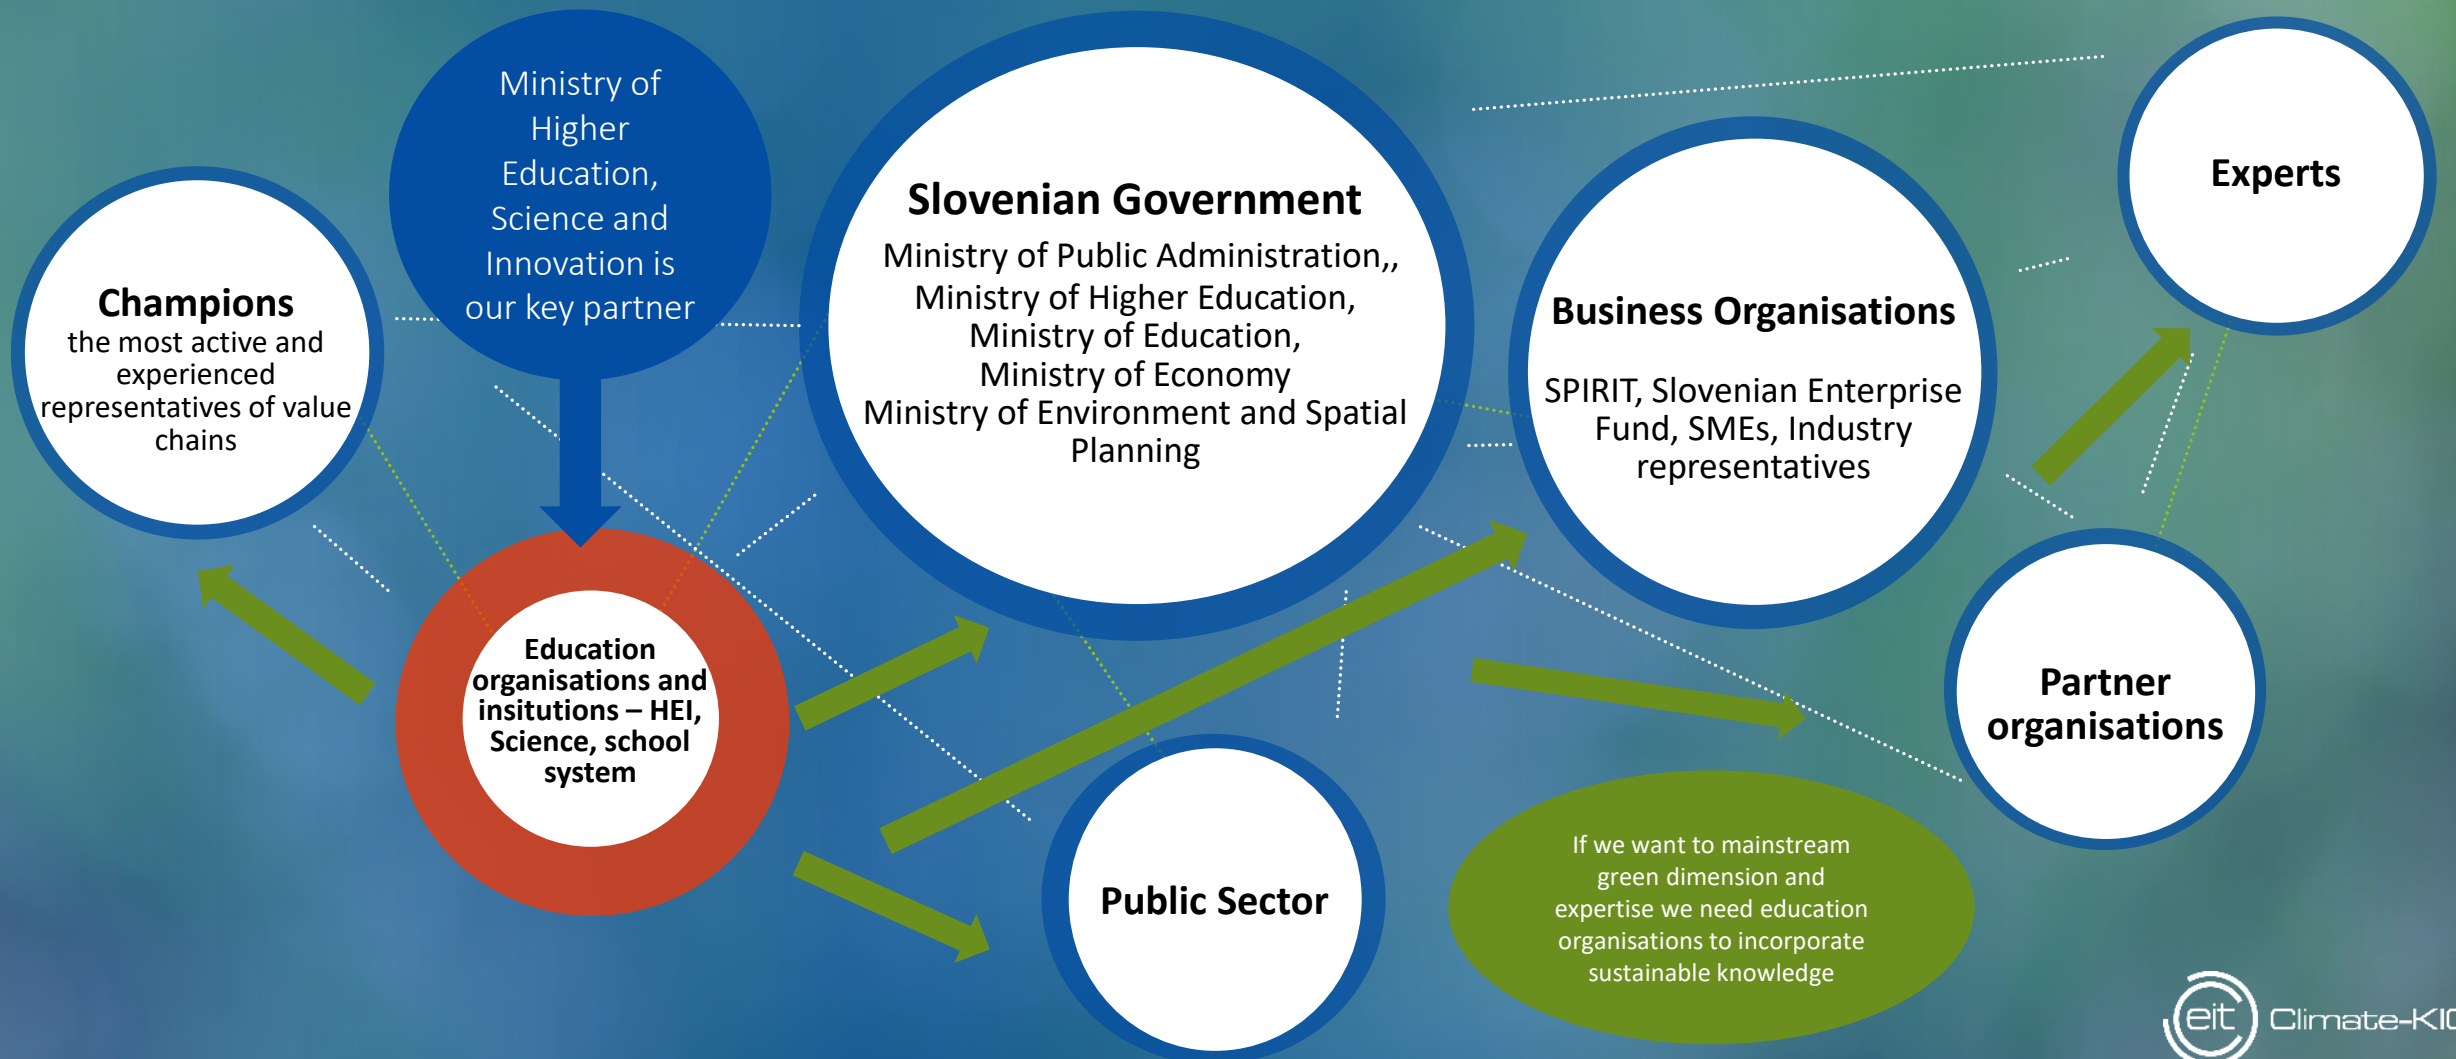 Ministry of
Higher
Education,
Science and
Innovation is
our key partner
Champions
the most active and
experienced
representatives of value
chains
Slovenian Government
Ministry of Public Administration,,
Ministry of Higher Education,
Ministry of Education,
Ministry of Economy
Ministry of Environment and Spatial
Planning
Business Organisations
SPIRIT, Slovenian Enterprise
Fund, SMEs, Industry
representatives
Experts
Education
organisations and
insitutions – HEI,
Science, school
system
Public Sector
Partner
organisations
If we want to mainstream
green dimension and
expertise we need education
organisations to incorporate
sustainable knowledge
eit Climate-KIC